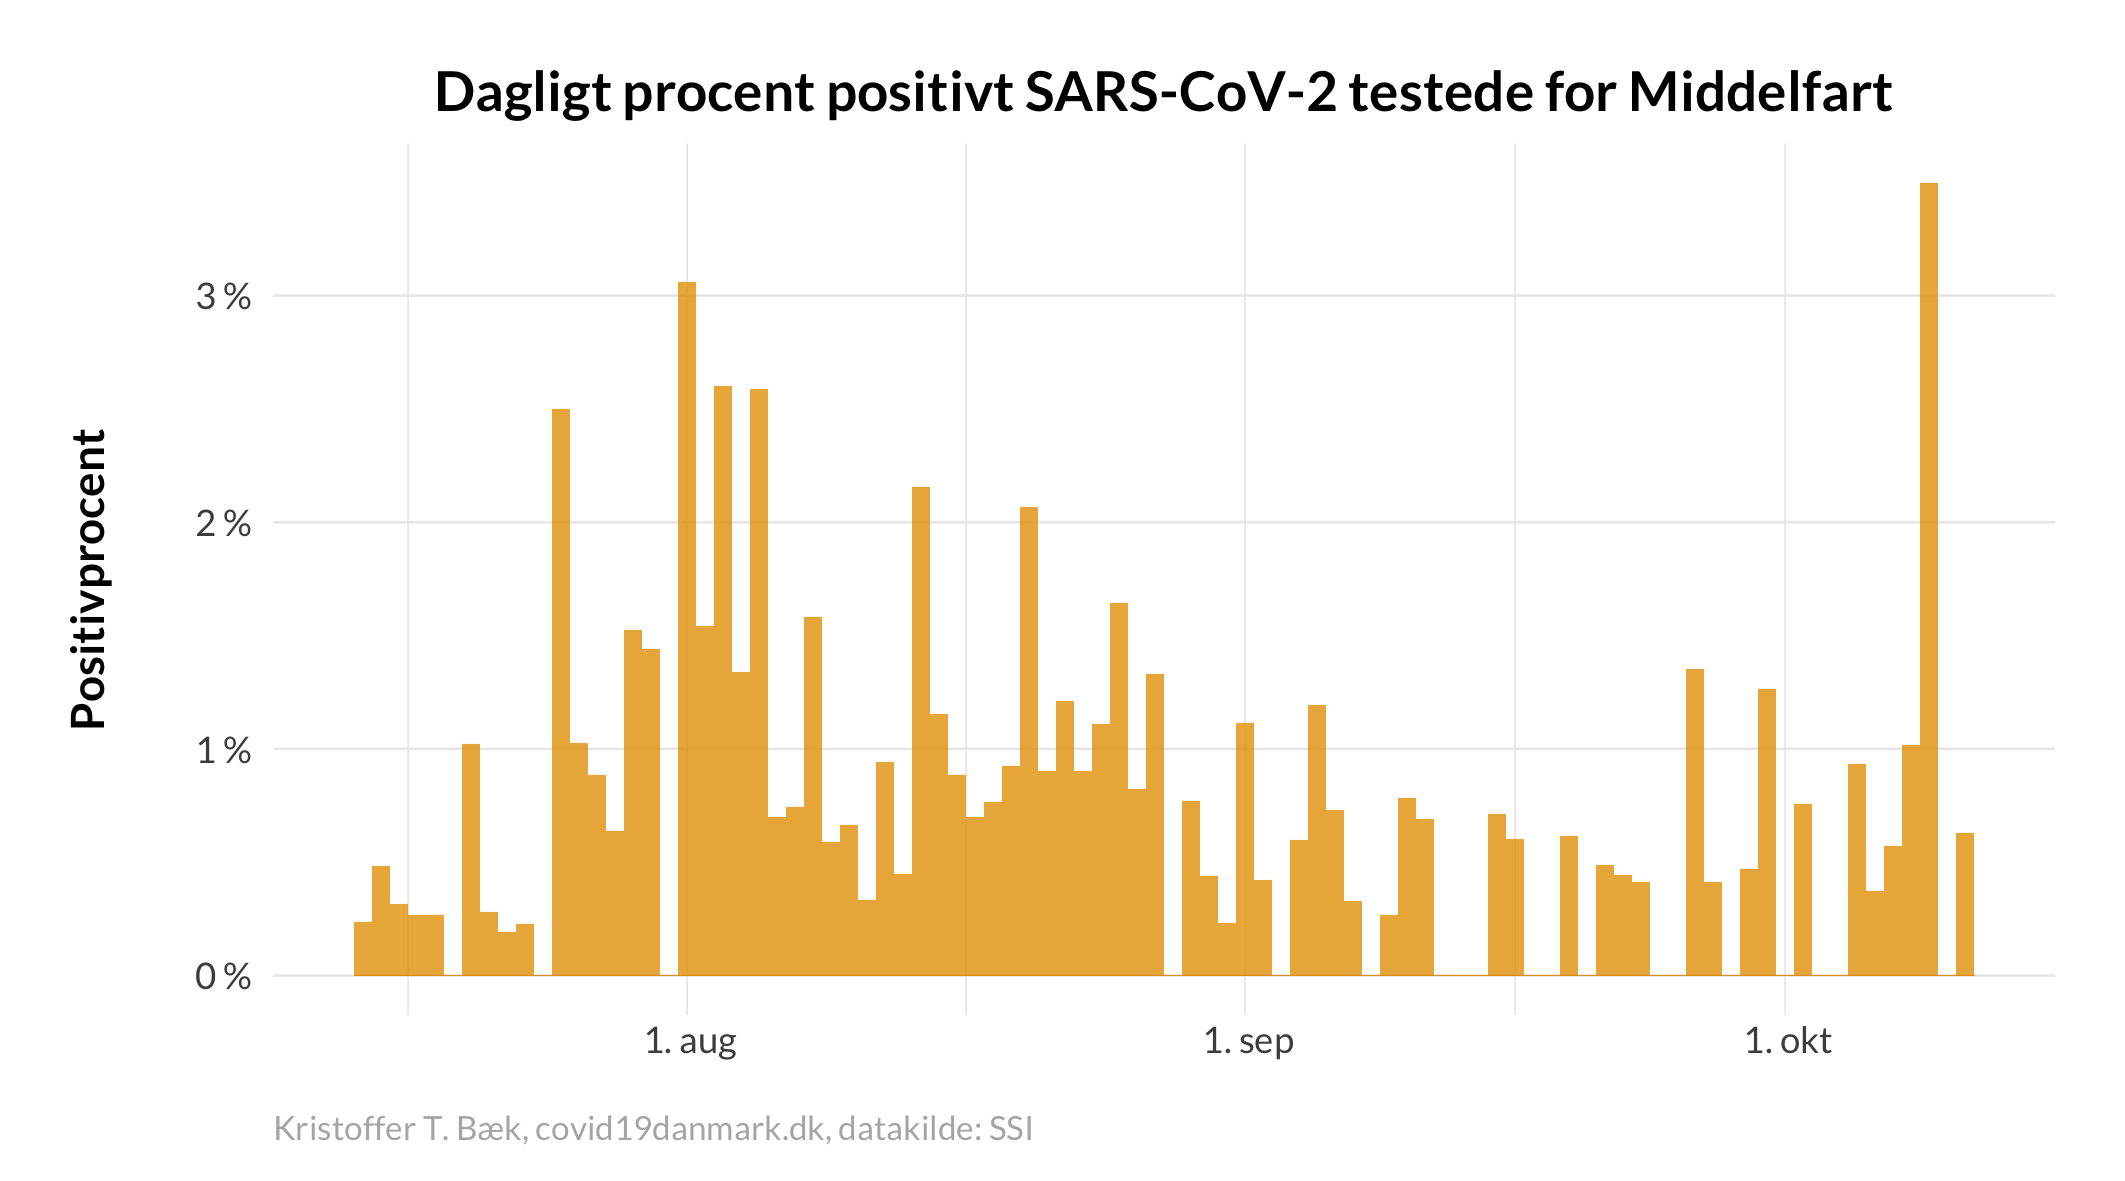 Dagligt procent positivt SARS-CoV-2 testede for Middelfart
Positivprocent
3 %
2 %
1 %
0 %
1. aug
1. sep
1. okt
Kristoffer T. Bæk, covid19danmark.dk, datakilde: SSI